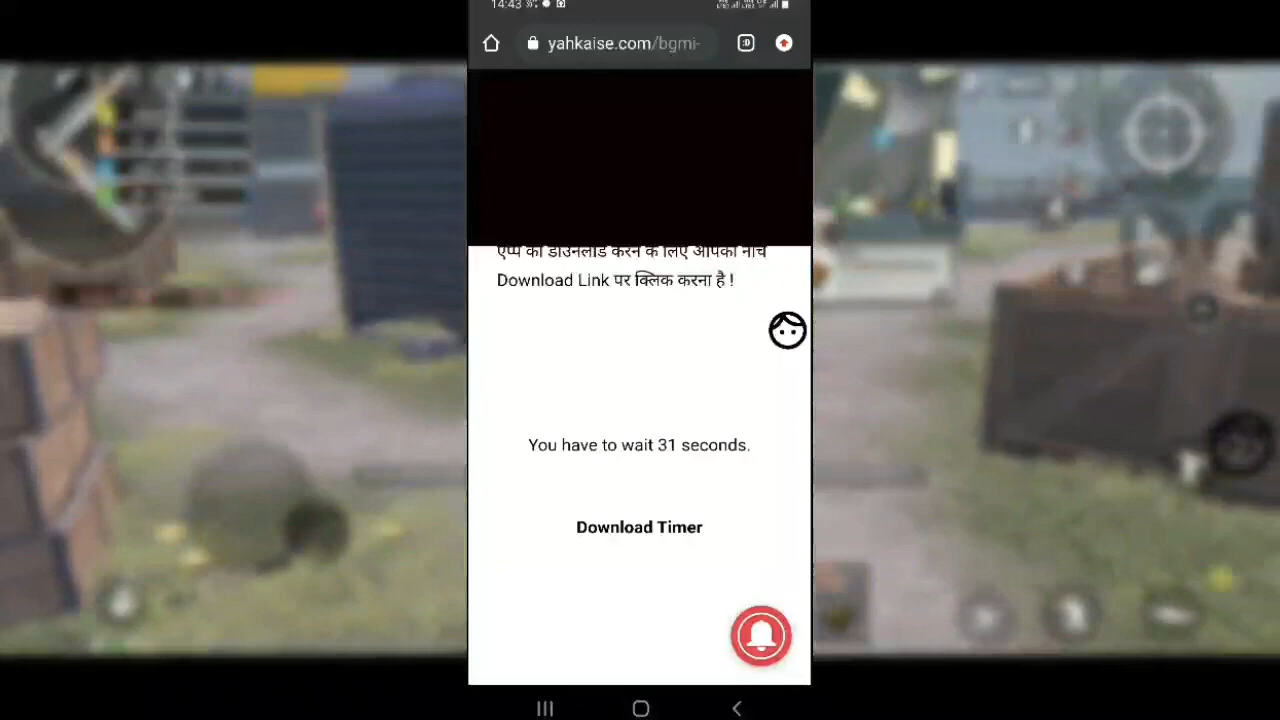 14:43
yahkaise.com/bgmi-
:D
एप्प को डाउनलोड करने के लिए आपको नीचे
Download Link पर क्लिक करना है !
You have to wait 31 seconds.
Download Timer